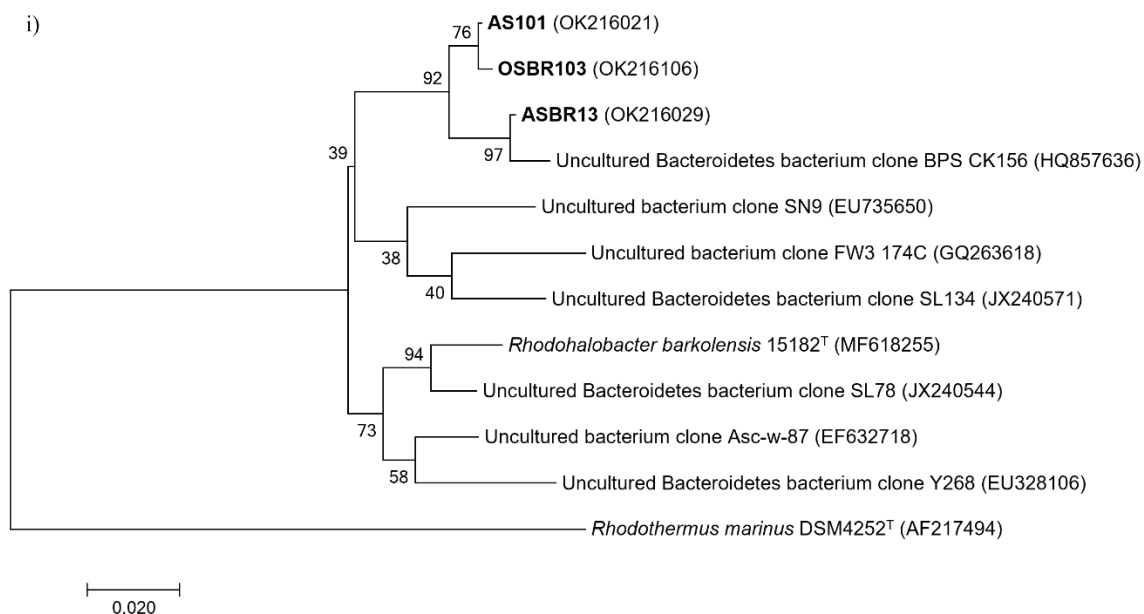 i)
AS101 (OK216021)
76
OSBR103 (OK216106)
92
ASBR13 (OK216029)
97
Uncultured Bacteroidetes bacterium clone BPS CK156 (HQ857636)
39
Uncultured bacterium clone SN9 (EU735650)
38
Uncultured bacterium clone FW3 174C (GQ263618)
40
Uncultured Bacteroidetes bacterium clone SL134 (JX240571)
Rhodohalobacter barkolensis 15182ᵀ (MF618255)
94
Uncultured Bacteroidetes bacterium clone SL78 (JX240544)
73
Uncultured bacterium clone Asc-w-87 (EF632718)
58
Uncultured Bacteroidetes bacterium clone Y268 (EU328106)
Rhodothermus marinus DSM4252ᵀ (AF217494)
0.020